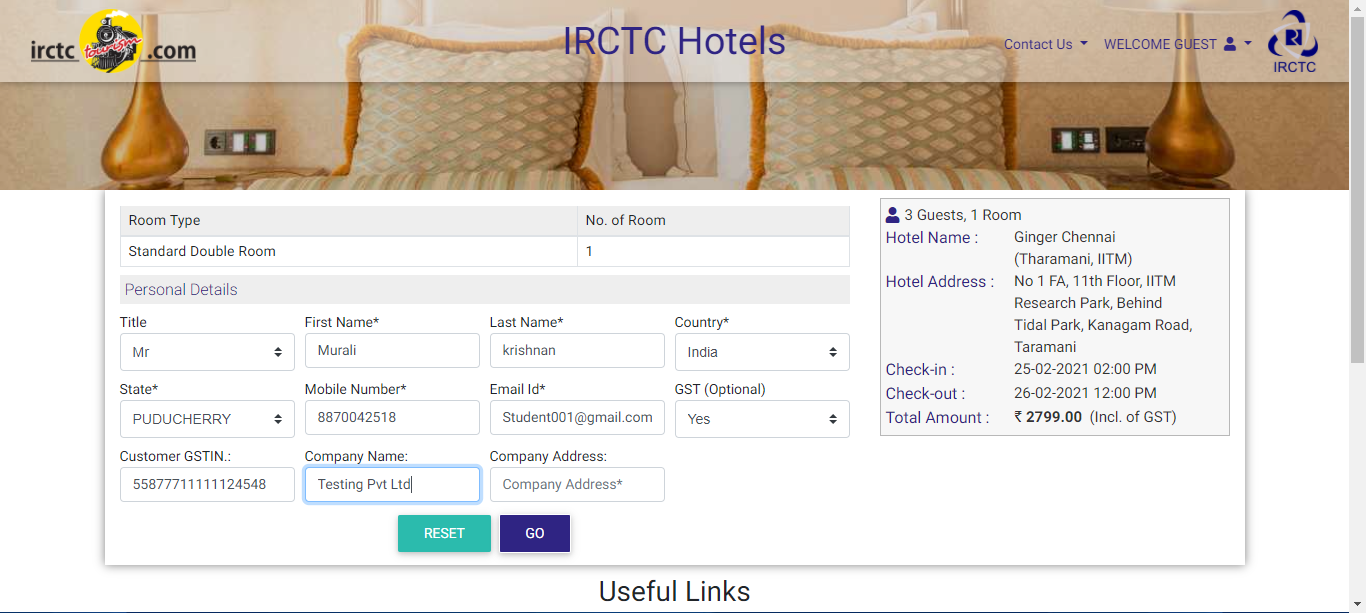 irctc tourism .com
IRCTC Hotels
Contact Us
WELCOME GUEST
IRCTC
Room Type No. of Room
Standard Double Room 1
Personal Details
Title First Name* Last Name* Country*
Mr Murali krishnan India
State* Mobile Number* Email Id* GST (Optional)
PUDUCHERRY 8870042518 Student001@gmail.com Yes
Customer GSTIN.: Company Name: Company Address:
55877711111124548 Testing Pvt Ltd Company Address*
RESET GO
3 Guests, 1 Room
Hotel Name : Ginger Chennai
(Tharamani, IITM)
Hotel Address : No 1 FA, 11th Floor, IITM
Research Park, Behind
Tidal Park, Kanagam Road,
Taramani
Check-in : 25-02-2021 02:00 PM
Check-out : 26-02-2021 12:00 PM
Total Amount : ₹ 2799.00 (Incl. of GST)
Useful Links